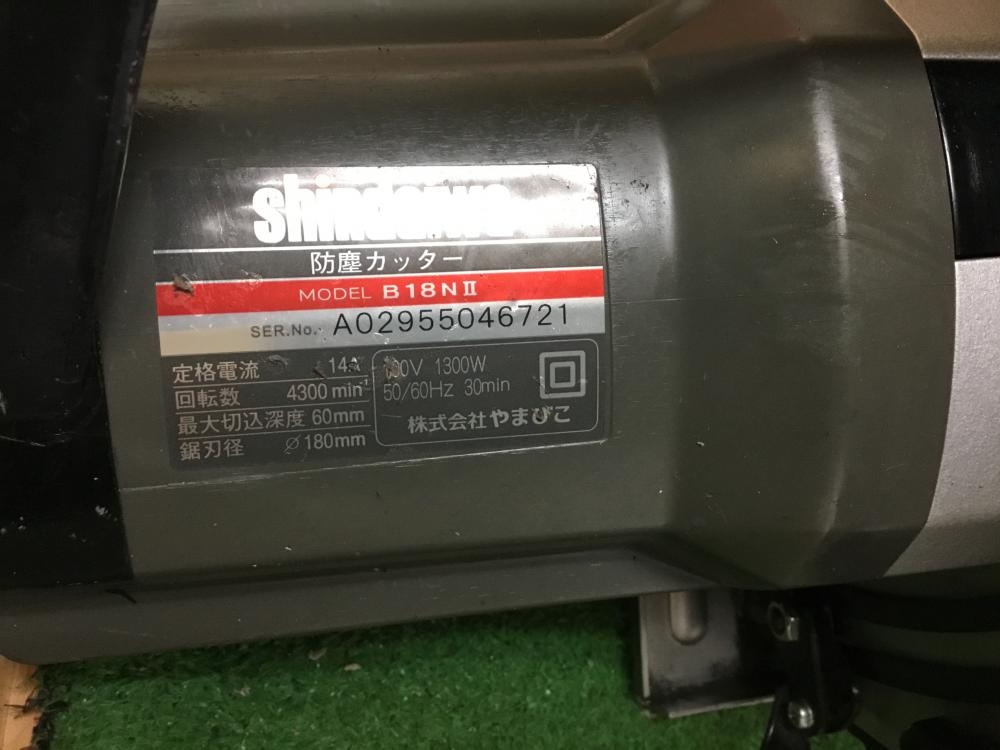 shindaiwa
防塵カッター
MODEL B18NⅡ
SER.No. A02955046721
定格電流 14A
回転数 4300 min⁻¹
最大切込深度 60mm
鋸刃径 ⌀180mm
100V 1300W
50/60Hz 30min
株式会社やまびこ